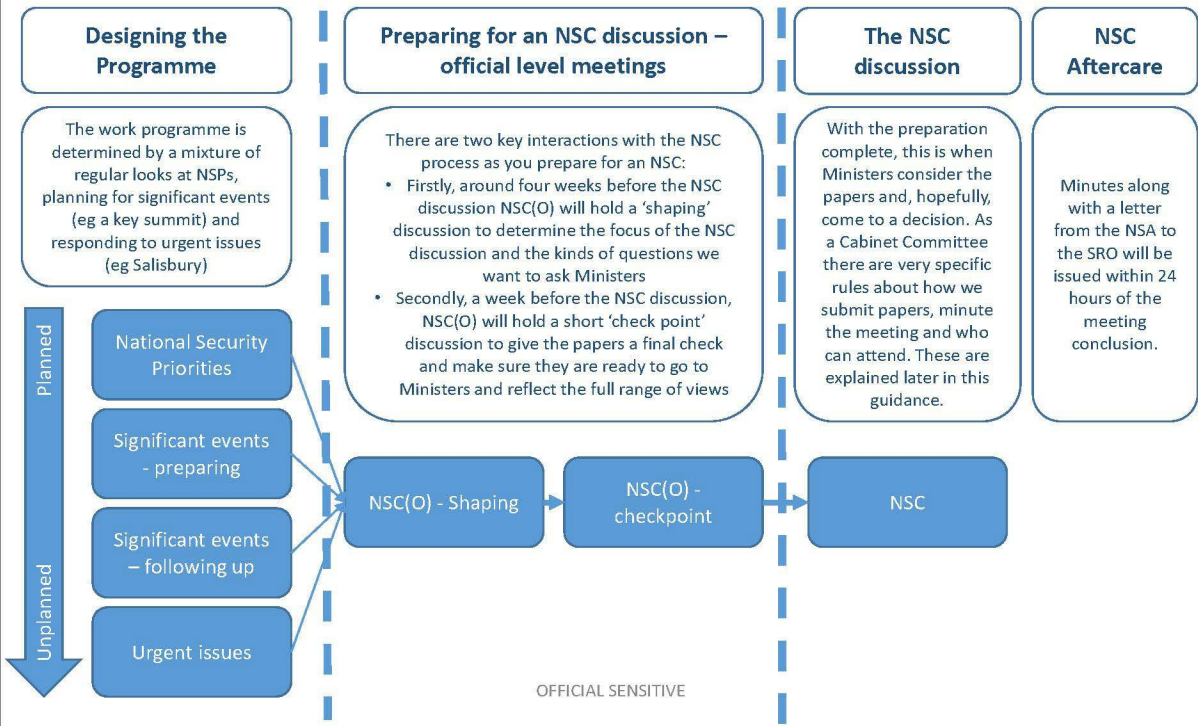 Designing the
Programme
The work programme is
determined by a mixture of
regular looks at NSPs,
planning for significant events
(eg a key summit) and
responding to urgent issues
(eg Salisbury)
Planned
Unplanned
National Security
Priorities
Significant events
- preparing
Significant events
– following up
Urgent issues
Preparing for an NSC discussion –
official level meetings
There are two key interactions with the NSC
process as you prepare for an NSC:
• Firstly, around four weeks before the NSC
discussion NSC(O) will hold a ‘shaping’
discussion to determine the focus of the NSC
discussion and the kinds of questions we
want to ask Ministers
• Secondly, a week before the NSC discussion,
NSC(O) will hold a short ‘check point’
discussion to give the papers a final check
and make sure they are ready to go to
Ministers and reflect the full range of views
NSC(O) - Shaping
NSC(O) -
checkpoint
The NSC
discussion
With the preparation
complete, this is when
Ministers consider the
papers and, hopefully,
come to a decision. As
a Cabinet Committee
there are very specific
rules about how we
submit papers, minute
the meeting and who
can attend. These are
explained later in this
guidance.
NSC
NSC
Aftercare
Minutes along
with a letter
from the NSA to
the SRO will be
issued within 24
hours of the
meeting
conclusion.
OFFICIAL SENSITIVE